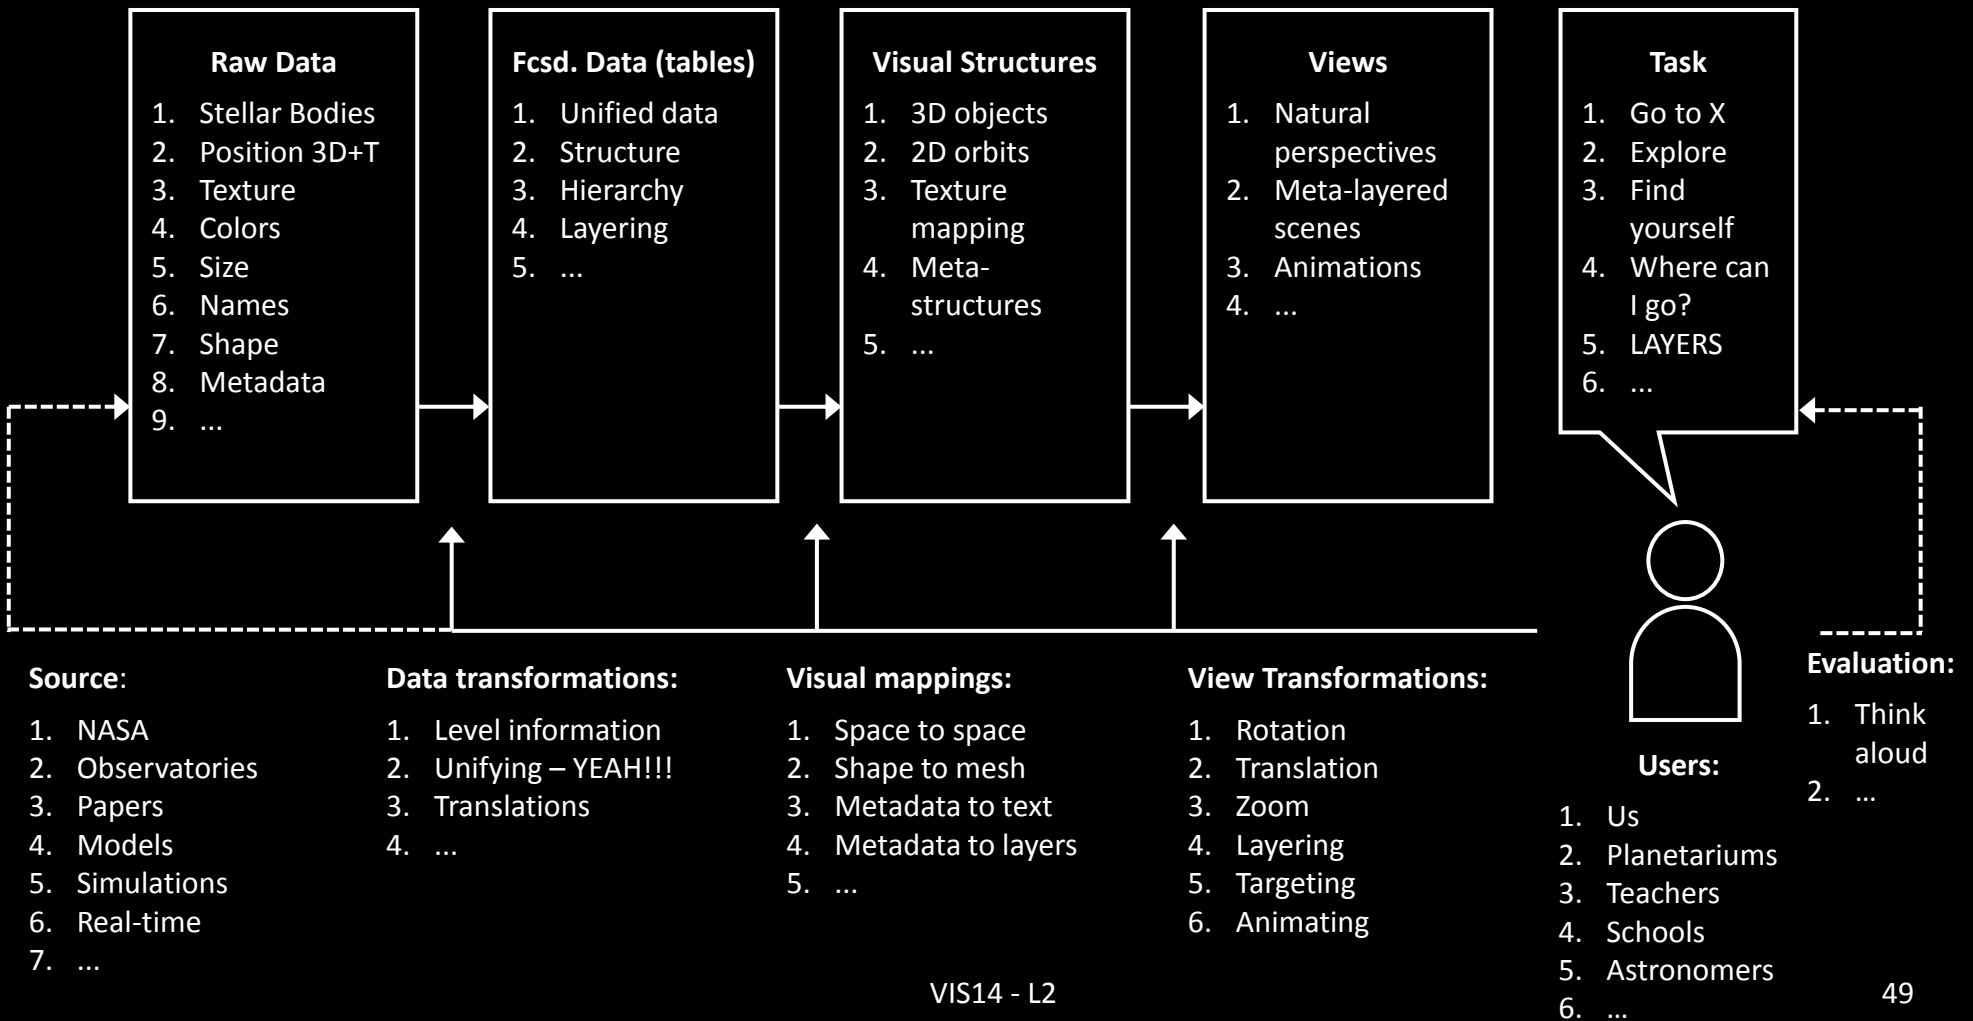 Raw Data
1. Stellar Bodies
2. Position 3D+T
3. Texture
4. Colors
5. Size
6. Names
7. Shape
8. Metadata
9. ...
Fcsd. Data (tables)
1. Unified data
2. Structure
3. Hierarchy
4. Layering
5. ...
Visual Structures
1. 3D objects
2. 2D orbits
3. Texture
mapping
4. Meta-
structures
5. ...
Views
1. Natural
perspectives
2. Meta-layered
scenes
3. Animations
4. ...
Task
1. Go to X
2. Explore
3. Find
yourself
4. Where can
I go?
5. LAYERS
6. ...
Source:
1. NASA
2. Observatories
3. Papers
4. Models
5. Simulations
6. Real-time
7. ...
Data transformations:
1. Level information
2. Unifying – YEAH!!!
3. Translations
4. ...
Visual mappings:
1. Space to space
2. Shape to mesh
3. Metadata to text
4. Metadata to layers
5. ...
View Transformations:
1. Rotation
2. Translation
3. Zoom
4. Layering
5. Targeting
6. Animating
Users:
1. Us
2. Planetariums
3. Teachers
4. Schools
5. Astronomers
6. ...
Evaluation:
1. Think
aloud
2. ...
VIS14 - L2
49